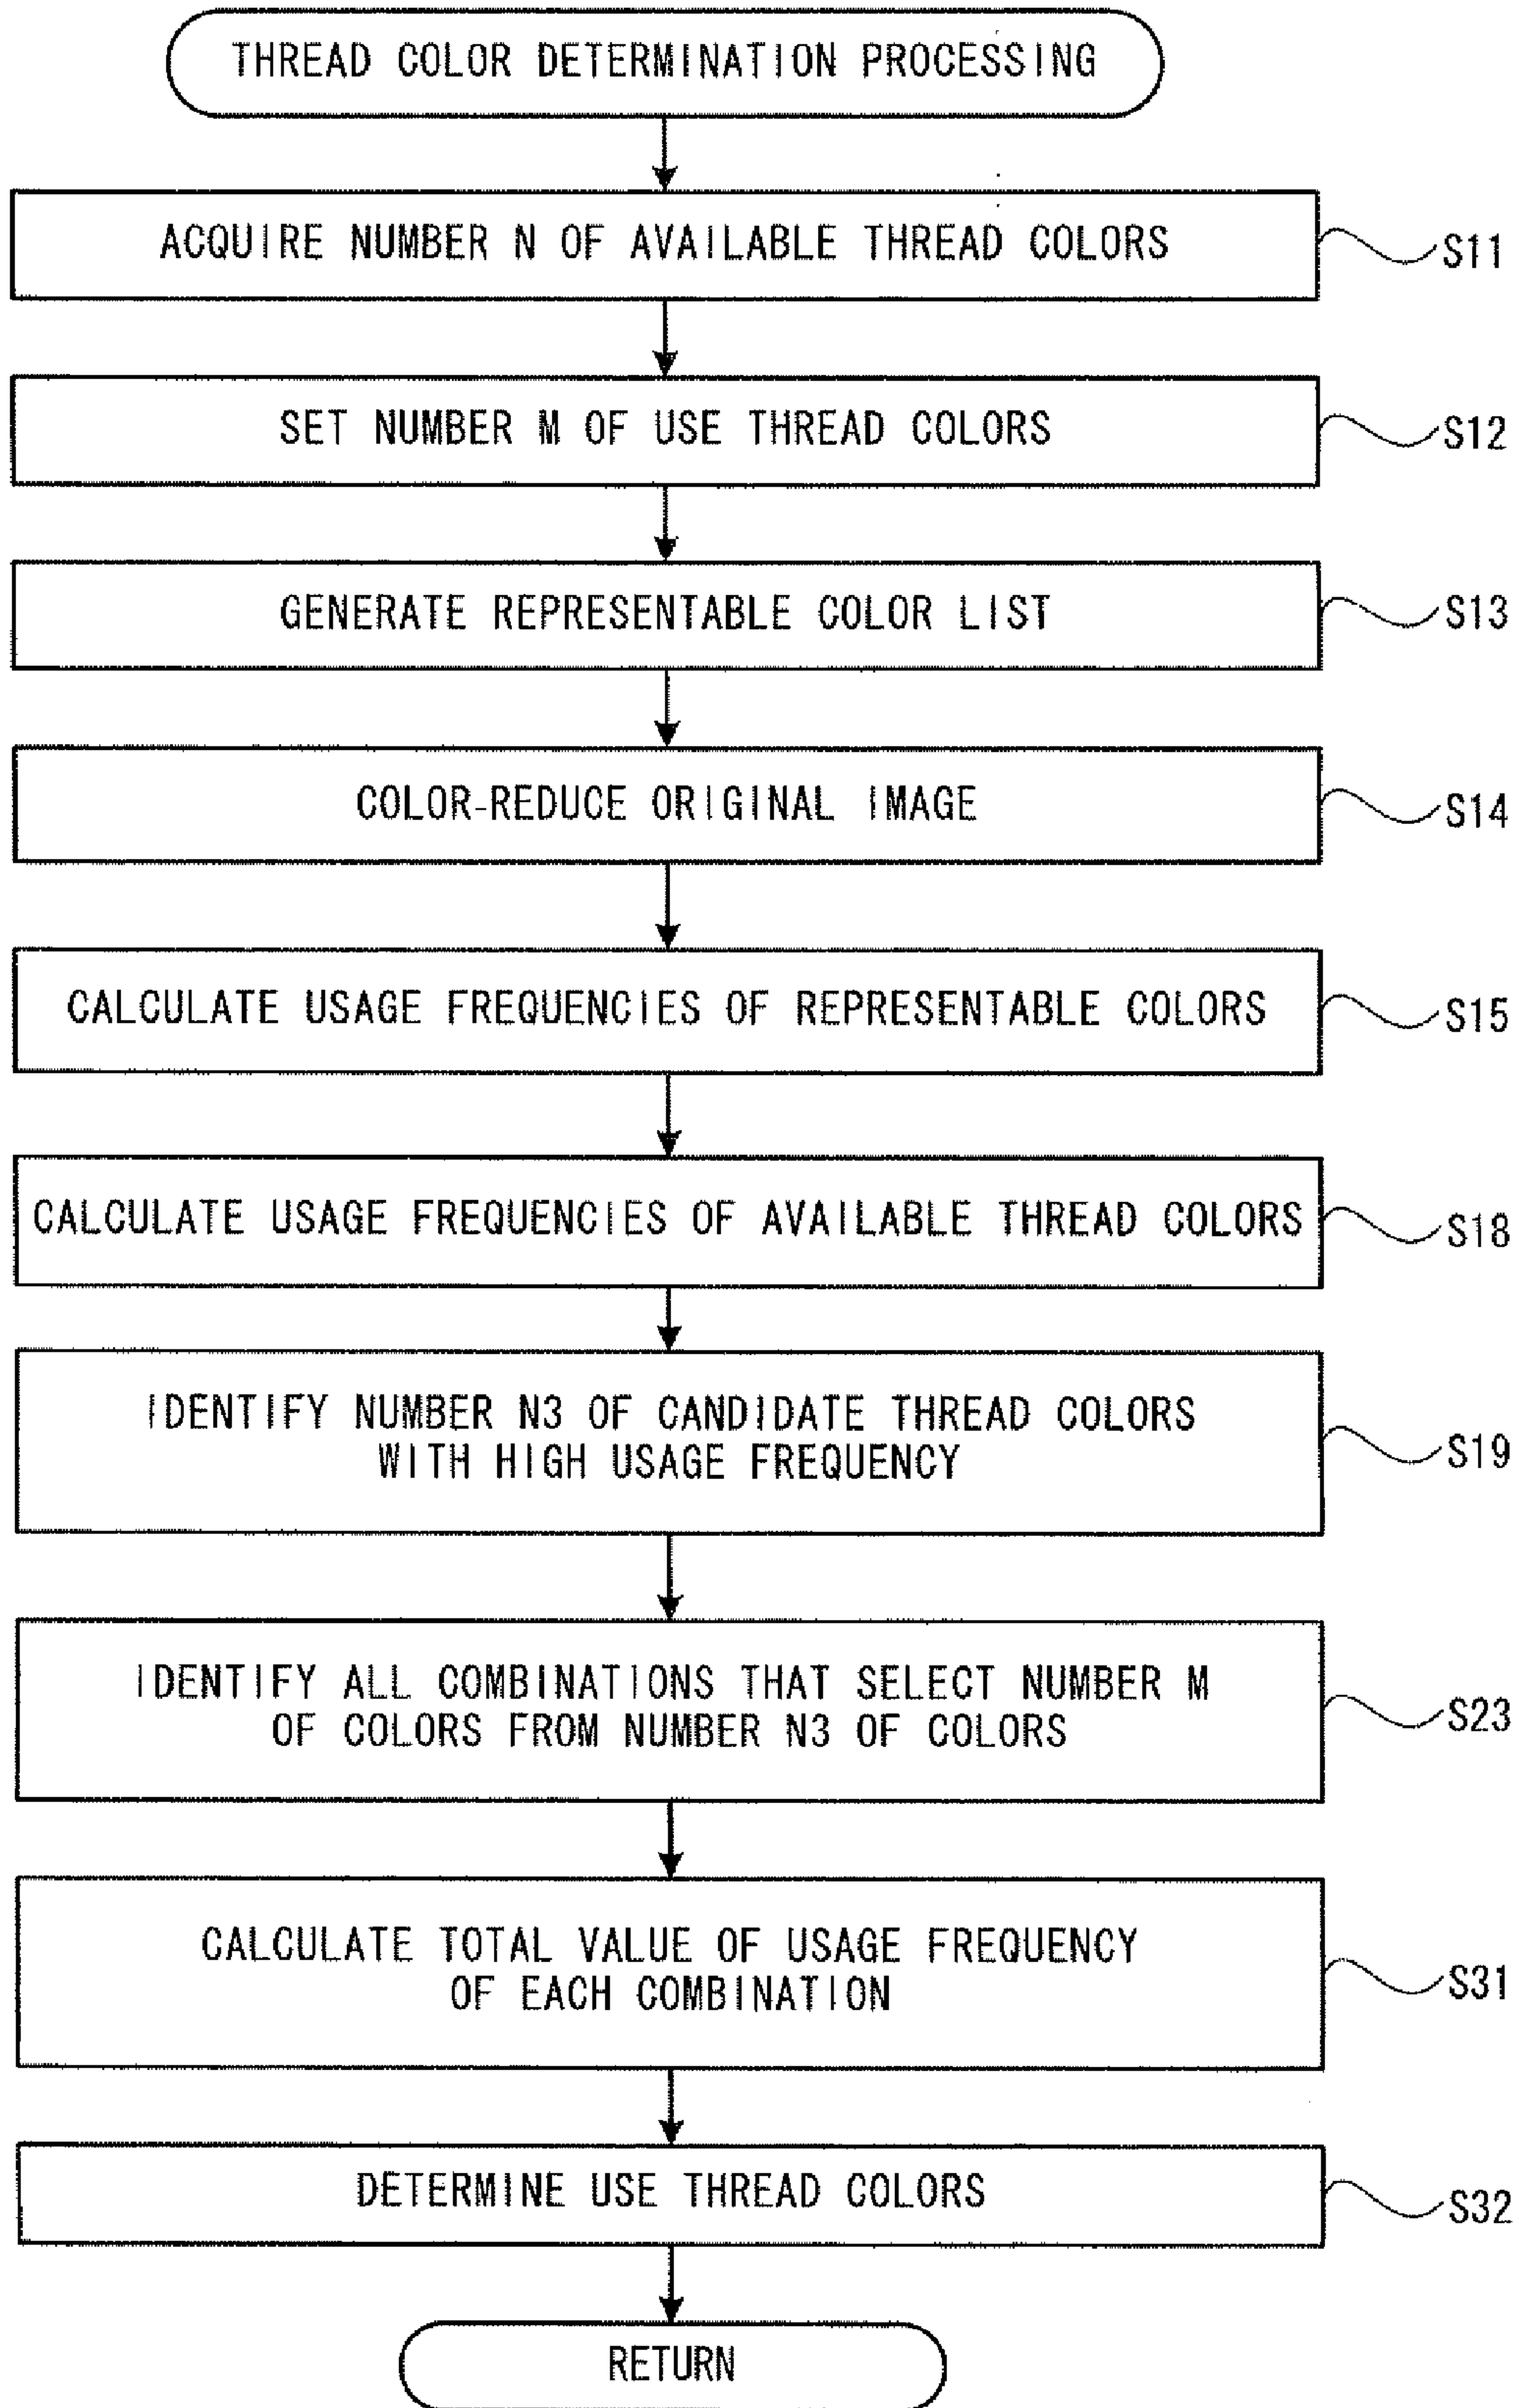 THREAD COLOR DETERMINATION PROCESSING
ACQUIRE NUMBER N OF AVAILABLE THREAD COLORS
S11
SET NUMBER M OF USE THREAD COLORS
S12
GENERATE REPRESENTABLE COLOR LIST
S13
COLOR-REDUCE ORIGINAL IMAGE
S14
CALCULATE USAGE FREQUENCIES OF REPRESENTABLE COLORS
S15
CALCULATE USAGE FREQUENCIES OF AVAILABLE THREAD COLORS
S18
IDENTIFY NUMBER N3 OF CANDIDATE THREAD COLORS
WITH HIGH USAGE FREQUENCY
S19
IDENTIFY ALL COMBINATIONS THAT SELECT NUMBER M
OF COLORS FROM NUMBER N3 OF COLORS
S23
CALCULATE TOTAL VALUE OF USAGE FREQUENCY
OF EACH COMBINATION
S31
DETERMINE USE THREAD COLORS
S32
RETURN